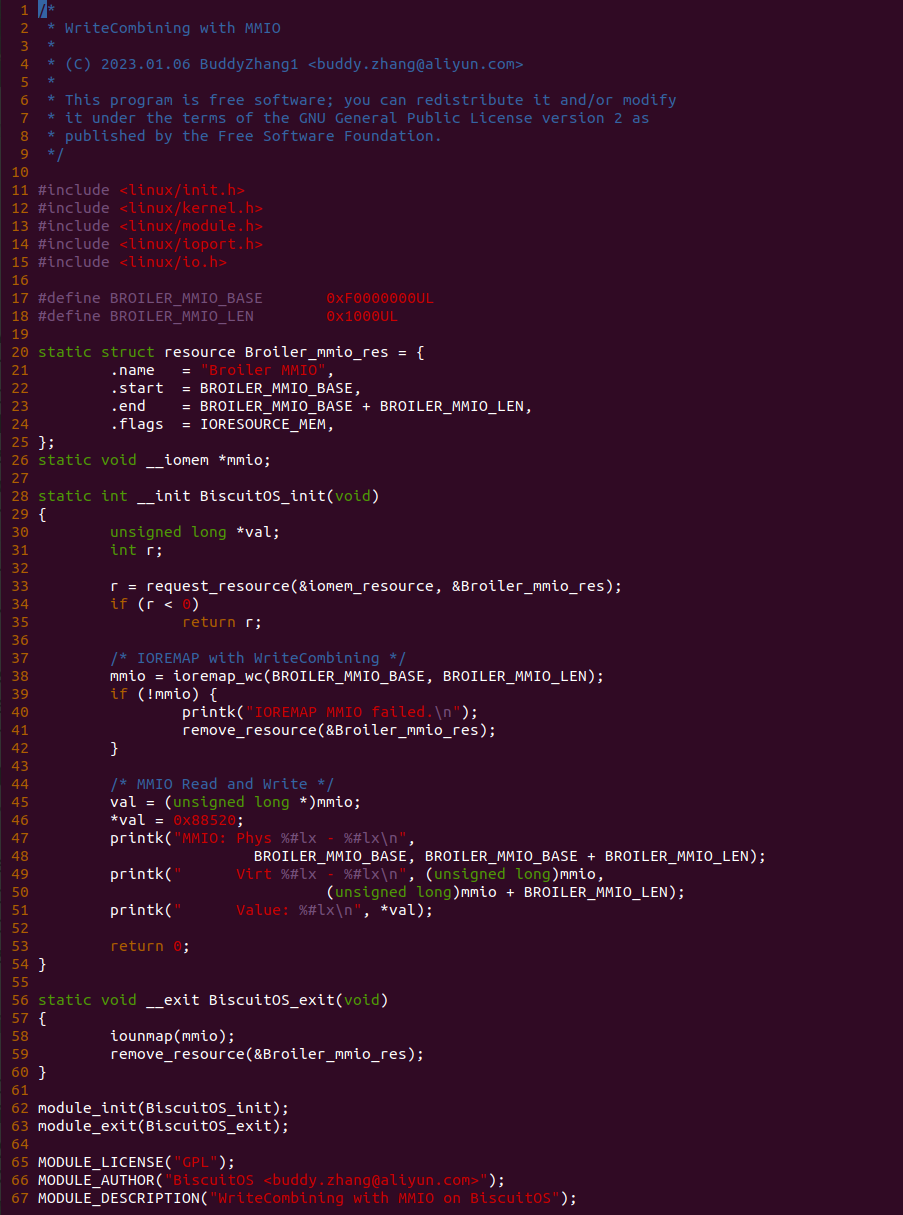 1 /*
2  * WriteCombining with MMIO
3  *
4  * (C) 2023.01.06 BuddyZhang1 <buddy.zhang@aliyun.com>
5  *
6  * This program is free software; you can redistribute it and/or modify
7  * it under the terms of the GNU General Public License version 2 as
8  * published by the Free Software Foundation.
9  */
10
11 #include <linux/init.h>
12 #include <linux/kernel.h>
13 #include <linux/module.h>
14 #include <linux/ioport.h>
15 #include <linux/io.h>
16
17 #define BROILER_MMIO_BASE       0xF0000000UL
18 #define BROILER_MMIO_LEN        0x1000UL
19
20 static struct resource Broiler_mmio_res = {
21         .name   = "Broiler MMIO",
22         .start  = BROILER_MMIO_BASE,
23         .end    = BROILER_MMIO_BASE + BROILER_MMIO_LEN,
24         .flags  = IORESOURCE_MEM,
25 };
26 static void __iomem *mmio;
27
28 static int __init BiscuitOS_init(void)
29 {
30         unsigned long *val;
31         int r;
32
33         r = request_resource(&iomem_resource, &Broiler_mmio_res);
34         if (r < 0)
35                 return r;
36
37         /* IOREMAP with WriteCombining */
38         mmio = ioremap_wc(BROILER_MMIO_BASE, BROILER_MMIO_LEN);
39         if (!mmio) {
40                 printk("IOREMAP MMIO failed.\n");
41                 remove_resource(&Broiler_mmio_res);
42         }
43
44         /* MMIO Read and Write */
45         val = (unsigned long *)mmio;
46         *val = 0x88520;
47         printk("MMIO: Phys %#lx - %#lx\n",
48                         BROILER_MMIO_BASE, BROILER_MMIO_BASE + BROILER_MMIO_LEN);
49         printk("      Virt %#lx - %#lx\n", (unsigned long)mmio,
50                                 (unsigned long)mmio + BROILER_MMIO_LEN);
51         printk("      Value: %#lx\n", *val);
52
53         return 0;
54 }
55
56 static void __exit BiscuitOS_exit(void)
57 {
58         iounmap(mmio);
59         remove_resource(&Broiler_mmio_res);
60 }
61
62 module_init(BiscuitOS_init);
63 module_exit(BiscuitOS_exit);
64
65 MODULE_LICENSE("GPL");
66 MODULE_AUTHOR("BiscuitOS <buddy.zhang@aliyun.com>");
67 MODULE_DESCRIPTION("WriteCombining with MMIO on BiscuitOS");